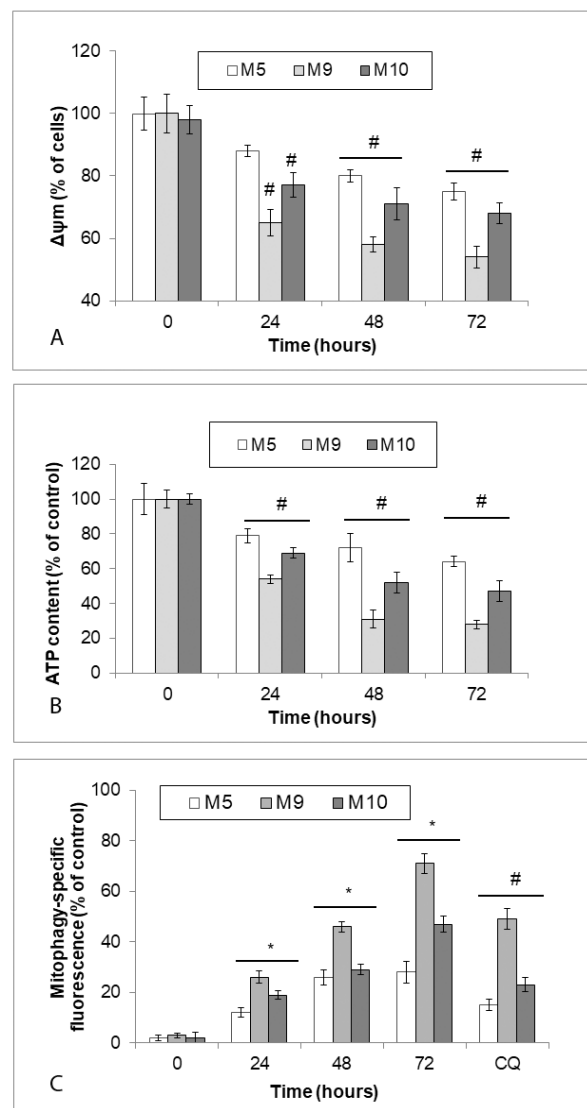 120
M5 M9 M10
100
80
60
40
# # # #
Δψm (% of cells)
0 24 48 72
A
Time (hours)
M5 M9 M10
120
100
80
60
40
20
0
# # #
ATP content (% of control)
0 24 48 72
B
Time (hours)
100
M5 M9 M10
80
60
40
20
0
* * * #
Mitophagy-specific
fluorescence (% of control)
0 24 48 72 CQ
C
Time (hours)